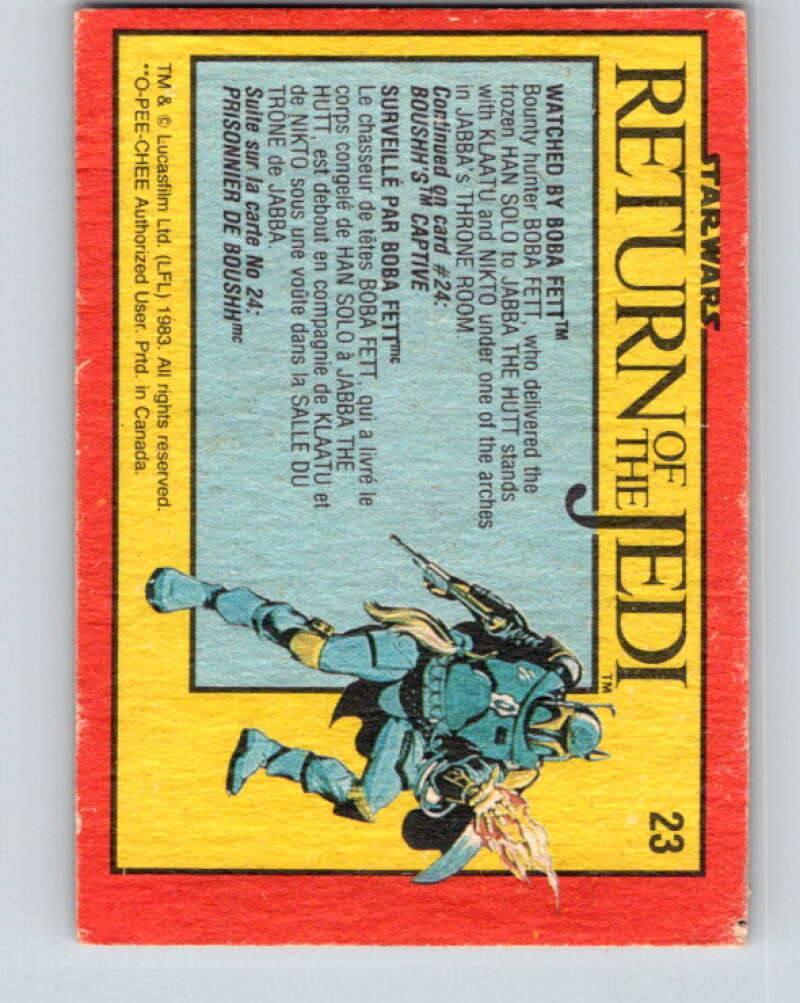 STAR WARS
RETURN OF THE JEDI™
23
WATCHED BY BOBA FETT™
Bounty hunter BOBA FETT, who delivered the
frozen HAN SOLO to JABBA THE HUTT stands
with KLAATU and NIKTO under one of the arches
in JABBA'S THRONE ROOM.
Continued on card #24:
BOUSHH'S™ CAPTIVE
SURVEILLÉ PAR BOBA FETTmc
Le chasseur de têtes BOBA FETT, qui a livré le
corps congelé de HAN SOLO à JABBA THE
HUTT, est debout en compagnie de KLAATU et
de NIKTO sous une voûte dans la SALLE DU
TRÔNE de JABBA.
Suite sur la carte No 24:
PRISONNIER DE BOUSHHmc
TM & © Lucasfilm Ltd. (LFL) 1983. All rights reserved.
**O-PEE-CHEE Authorized User. Prtd. in Canada.